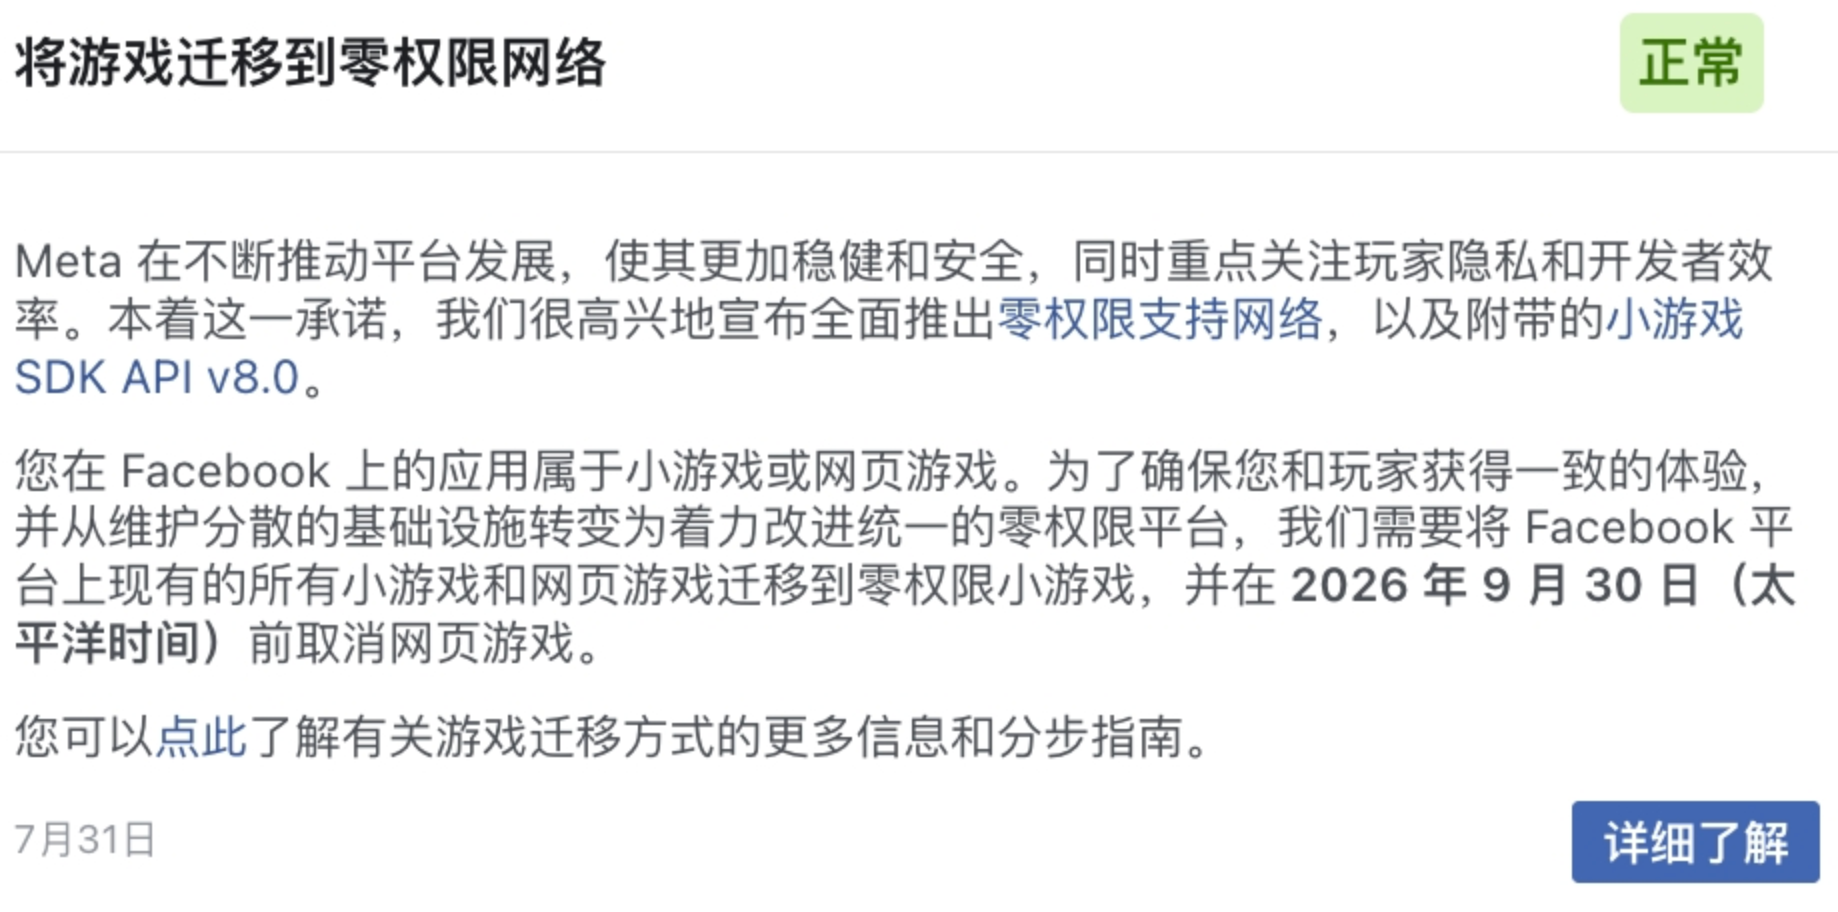 将游戏迁移到零权限网络
正常
Meta 在不断推动平台发展，使其更加稳健和安全，同时重点关注玩家隐私和开发者效
率。本着这一承诺，我们很高兴地宣布全面推出零权限支持网络，以及附带的小游戏
SDK API v8.0。
您在 Facebook 上的应用属于小游戏或网页游戏。为了确保您和玩家获得一致的体验，
并从维护分散的基础设施转变为着力改进统一的零权限平台，我们需要将 Facebook 平
台上现有的所有小游戏和网页游戏迁移到零权限小游戏，并在 2026 年 9 月 30 日（太
平洋时间）前取消网页游戏。
您可以点此了解有关游戏迁移方式的更多信息和分步指南。
7月31日
详细了解